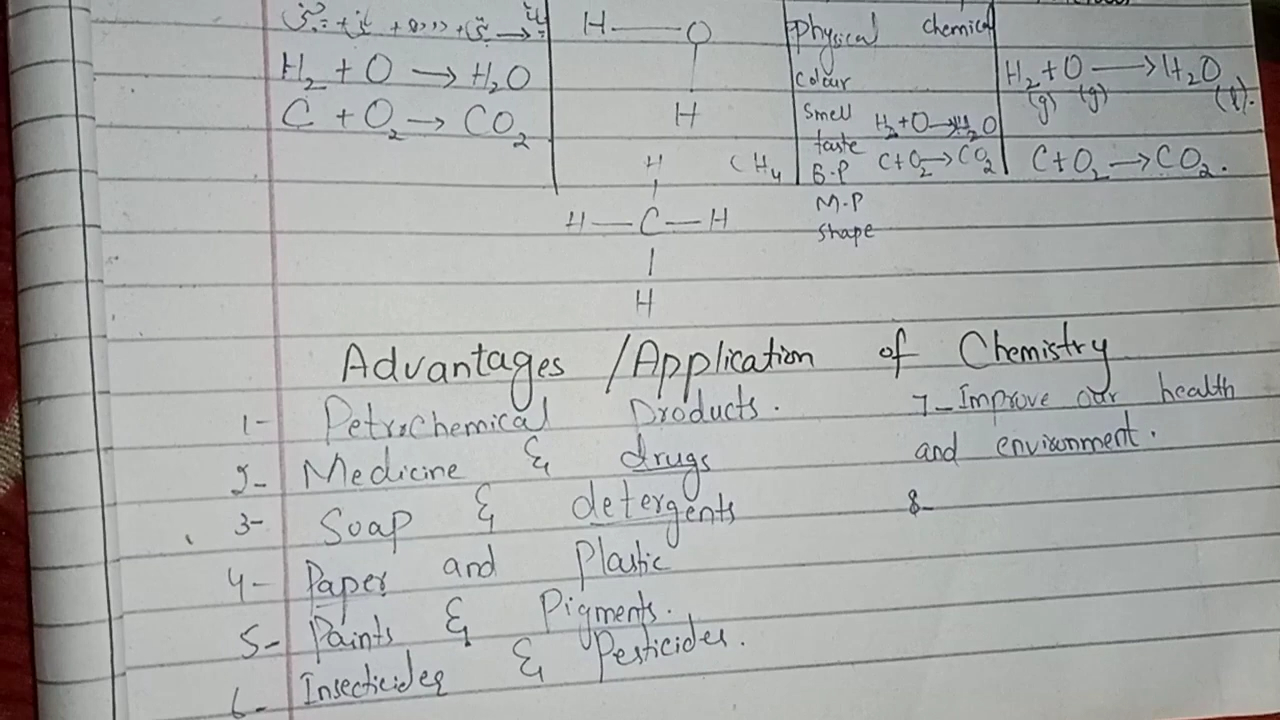 H — O
H
H₂ + O → H₂O
C + O₂ → CO₂
H
H — C — H
H
CH₄
Physical chemical
colour
smell
taste
B.P
M.P
shape
H₂+O→H₂O
C+O₂→CO₂
H₂+O → H₂O
(g) (g) (l).
C+O₂ → CO₂.
Advantages /Application of Chemistry
1- Petrochemical Products.
2- Medicine & drugs
3- Soap & detergents
4- Paper and Plastic
5- Paints & Pigments.
6- Insecticides & Pesticides.
7- Improve our health
and environment.
8-